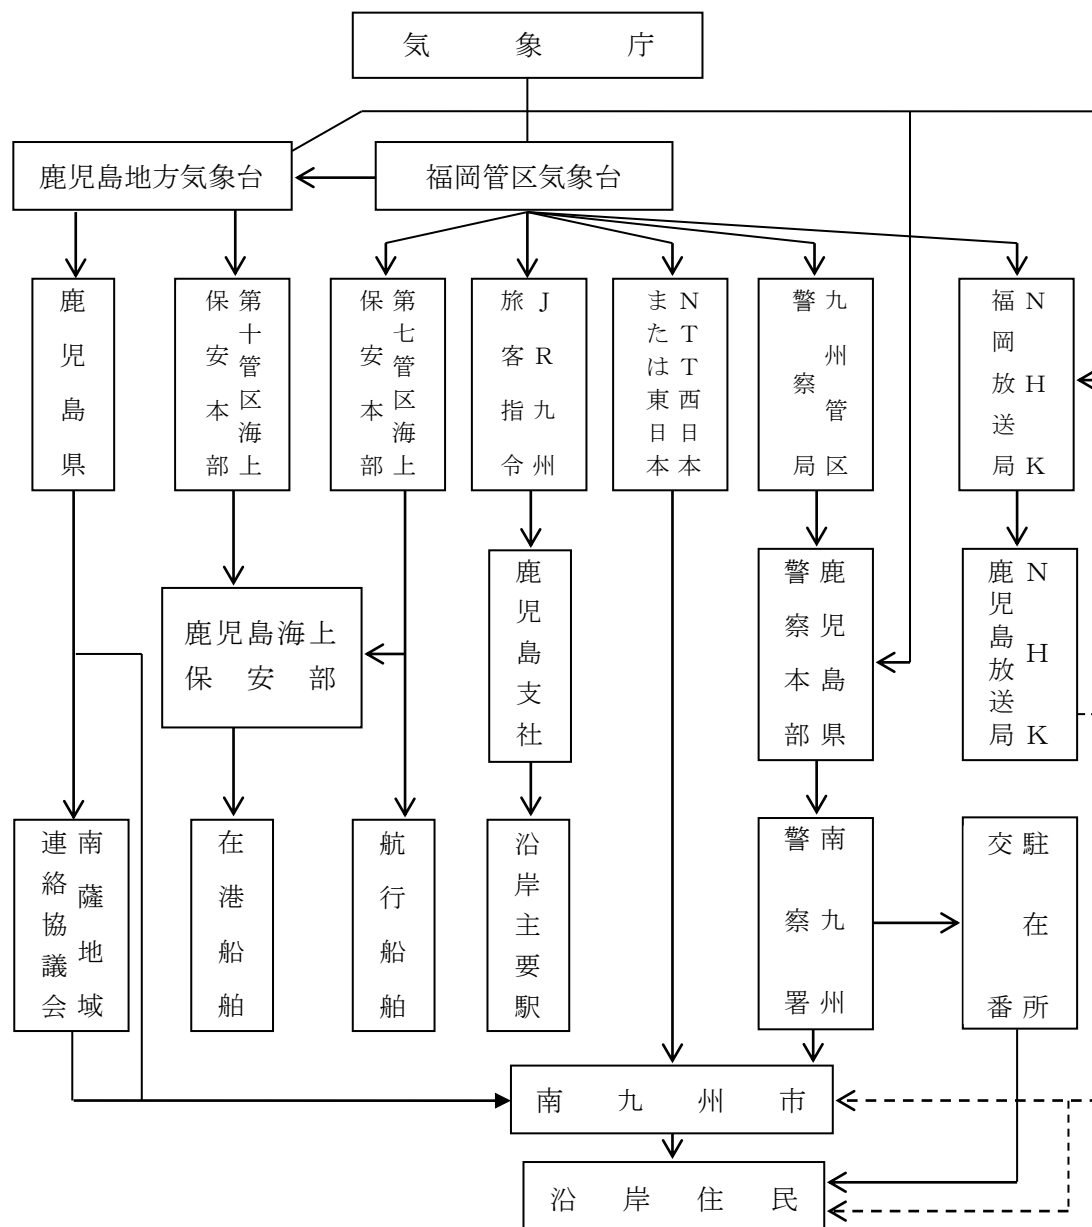 気象庁
鹿児島地方気象台
福岡管区気象台
鹿児島県
第十管区海上
保安本部
第七管区海上
保安本部
JR九州
旅客指令
NTT西日本
または東日本
九州管区
警察局
NHK
福岡放送局
鹿児島海上
保安部
鹿児島支社
鹿児島県
警察本部
NHK
鹿児島放送局
南薩地域
連絡協議会
在港船舶
航行船舶
沿岸主要駅
南九州
警察署
駐在所
交番
南九州市
沿岸住民